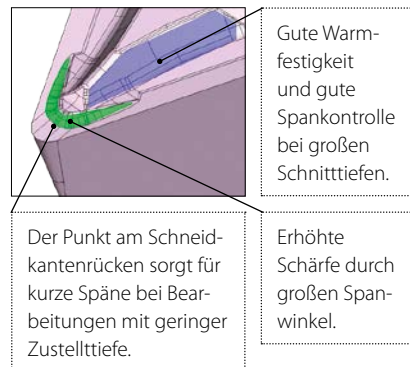 Gute Warm-
festigkeit
und gute
Spankontrolle
bei großen
Schnitttiefen.
Der Punkt am Schneid-
kantenrücken sorgt für
kurze Späne bei Bear-
beitungen mit geringer
Zustelltiefe.
Erhöhte
Schärfe durch
großen Span-
winkel.